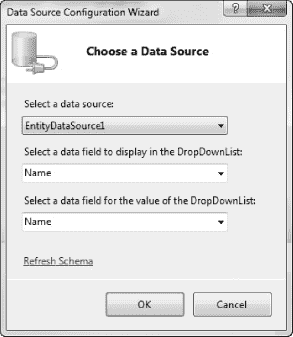 Data Source Configuration Wizard
Choose a Data Source
Select a data source:
EntityDataSource1
Select a data field to display in the DropDownList:
Name
Select a data field for the value of the DropDownList:
Name
Refresh Schema
OK
Cancel